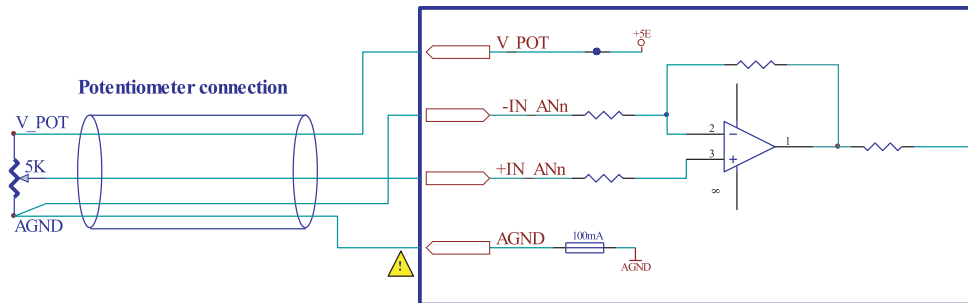 V_POT
+5E
Potentiometer connection
-IN_ANn
V_POT
2
1
3
5K
+IN_ANn
∞
AGND
AGND
100mA
!
AGND